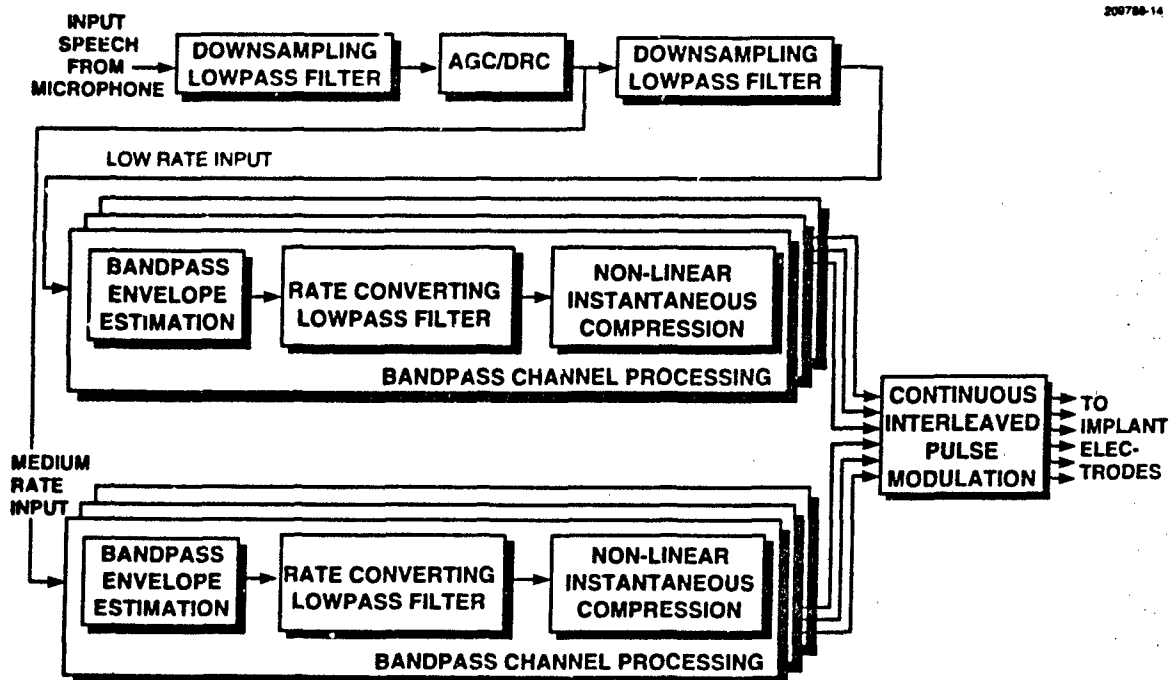 209788-14
INPUT
SPEECH
FROM
MICROPHONE
DOWNSAMPLING
LOWPASS FILTER
AGC/DRC
DOWNSAMPLING
LOWPASS FILTER
LOW RATE INPUT
BANDPASS
ENVELOPE
ESTIMATION
RATE CONVERTING
LOWPASS FILTER
NON-LINEAR
INSTANTANEOUS
COMPRESSION
BANDPASS CHANNEL PROCESSING
CONTINUOUS
INTERLEAVED
PULSE
MODULATION
TO
IMPLANT
ELEC-
TRODES
MEDIUM
RATE
INPUT
BANDPASS
ENVELOPE
ESTIMATION
RATE CONVERTING
LOWPASS FILTER
NON-LINEAR
INSTANTANEOUS
COMPRESSION
BANDPASS CHANNEL PROCESSING